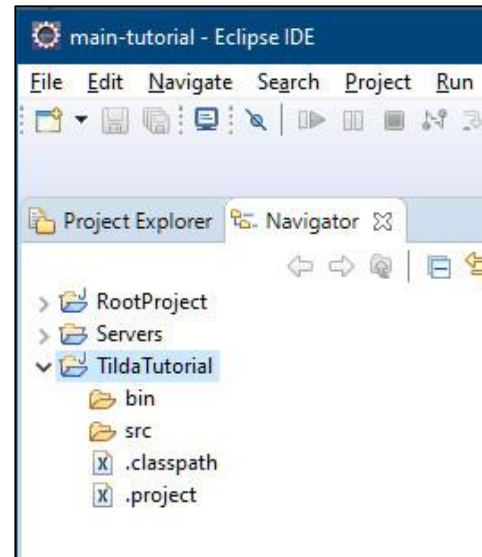 main-tutorial - Eclipse IDE
File Edit Navigate Search Project Run
Project Explorer Navigator
RootProject
Servers
TildaTutorial
bin
src
.classpath
.project